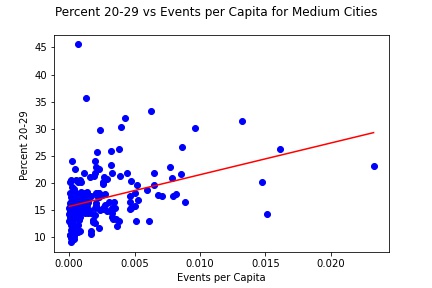 Percent 20-29 vs Events per Capita for Medium Cities
45
40
35
30
25
20
15
10
Percent 20-29
0.000 0.005 0.010 0.015 0.020
Events per Capita